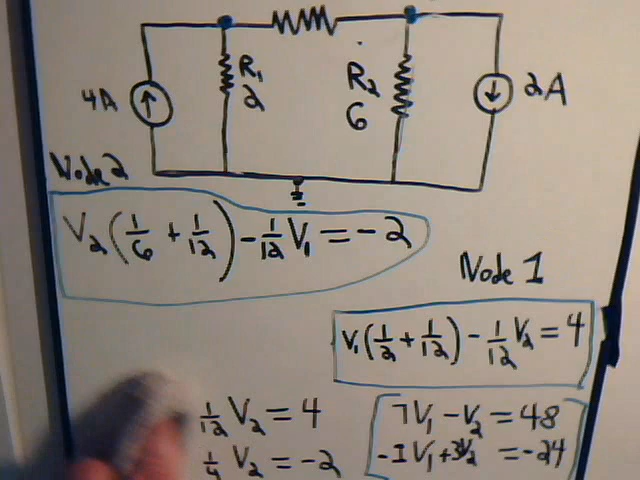 4A
R1
2
R2
6
2A
Node 2
V2(1/6 + 1/12) - 1/12 V1 = -2
Node 1
V1(1/2 + 1/12) - 1/12 V2 = 4
1/12 V2 = 4
1/4 V2 = -2
7V1 - V2 = 48
-1V1 + 3V2 = -24